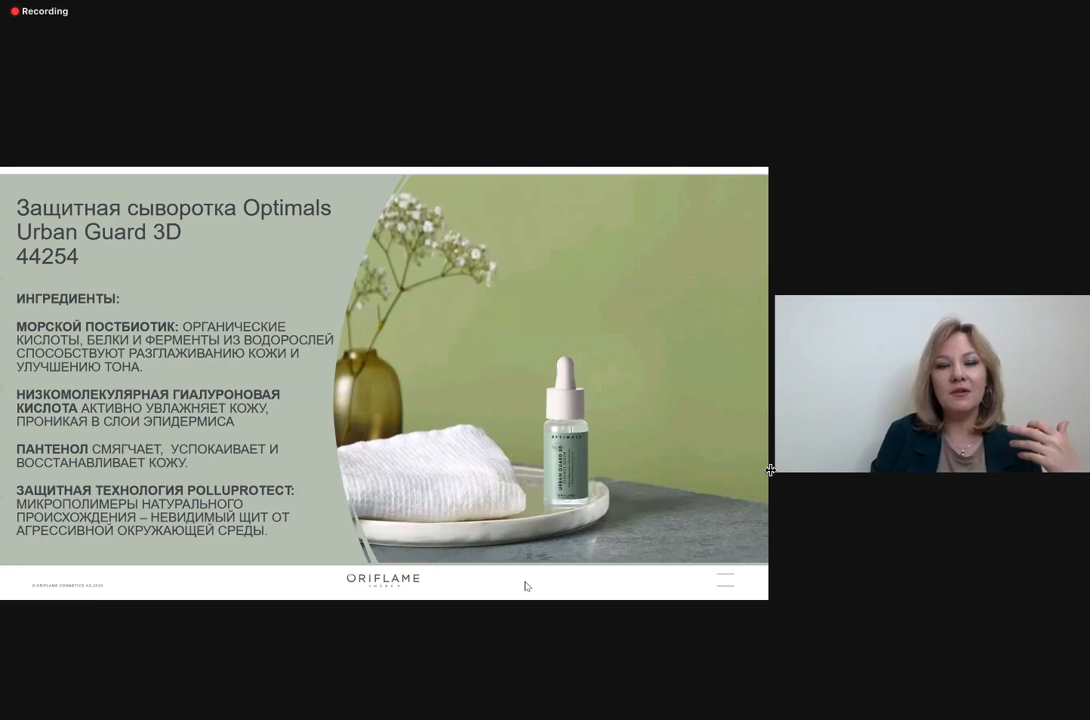 Recording
Защитная сыворотка Optimals
Urban Guard 3D
44254
ИНГРЕДИЕНТЫ:
МОРСКОЙ ПОСТБИОТИК: ОРГАНИЧЕСКИЕ
КИСЛОТЫ, БЕЛКИ И ФЕРМЕНТЫ ИЗ ВОДОРОСЛЕЙ
СПОСОБСТВУЮТ РАЗГЛАЖИВАНИЮ КОЖИ И
УЛУЧШЕНИЮ ТОНА.
НИЗКОМОЛЕКУЛЯРНАЯ ГИАЛУРОНОВАЯ
КИСЛОТА АКТИВНО УВЛАЖНЯЕТ КОЖУ,
ПРОНИКАЯ В СЛОИ ЭПИДЕРМИСА
ПАНТЕНОЛ СМЯГЧАЕТ, УСПОКАИВАЕТ И
ВОССТАНАВЛИВАЕТ КОЖУ.
ЗАЩИТНАЯ ТЕХНОЛОГИЯ POLLUPROTECT:
МИКРОПОЛИМЕРЫ НАТУРАЛЬНОГО
ПРОИСХОЖДЕНИЯ – НЕВИДИМЫЙ ЩИТ ОТ
АГРЕССИВНОЙ ОКРУЖАЮЩЕЙ СРЕДЫ.
OPTIMALS
URBAN GUARD 3D
ORIFLAME
SWEDEN